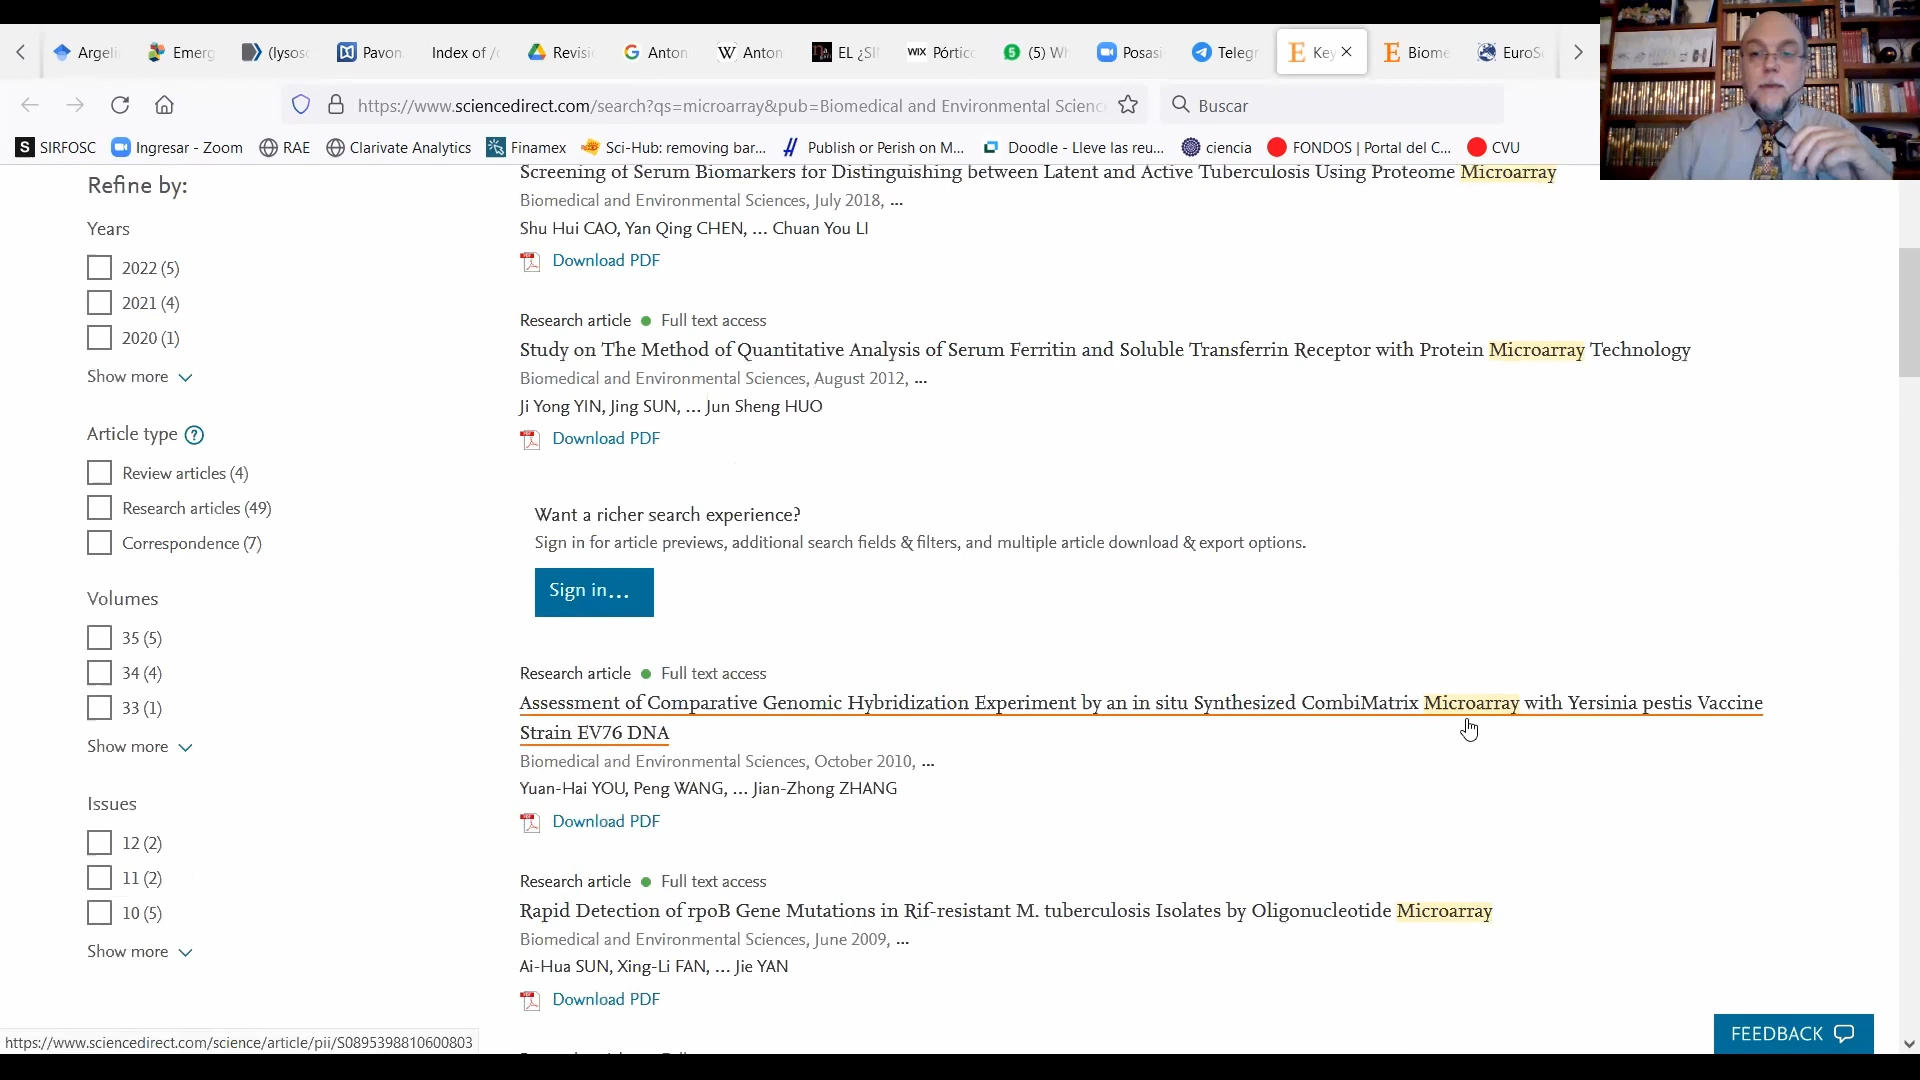 Argeli
Emerg
(lysoso
Pavon
Index of /c
Revisi
Anton
Anton
EL ¿SI
WIX Pórtic
(5) Wh
Posasi
Telegr
Key
Biome
EuroSc
https://www.sciencedirect.com/search?qs=microarray&pub=Biomedical and Environmental Scienc
Buscar
S SIRFOSC
Ingresar - Zoom
RAE
Clarivate Analytics
Finamex
Sci-Hub: removing bar...
Publish or Perish on M...
Doodle - Lleve las reu...
ciencia
FONDOS | Portal del C...
CVU
Refine by:
Years
2022 (5)
2021 (4)
2020 (1)
Show more
Article type ?
Review articles (4)
Research articles (49)
Correspondence (7)
Volumes
35 (5)
34 (4)
33 (1)
Show more
Issues
12 (2)
11 (2)
10 (5)
Show more
Screening of Serum Biomarkers for Distinguishing between Latent and Active Tuberculosis Using Proteome Microarray
Biomedical and Environmental Sciences, July 2018, ...
Shu Hui CAO, Yan Qing CHEN, ... Chuan You LI
Download PDF
Research article Full text access
Study on The Method of Quantitative Analysis of Serum Ferritin and Soluble Transferrin Receptor with Protein Microarray Technology
Biomedical and Environmental Sciences, August 2012, ...
Ji Yong YIN, Jing SUN, ... Jun Sheng HUO
Download PDF
Want a richer search experience?
Sign in for article previews, additional search fields & filters, and multiple article download & export options.
Sign in...
Research article Full text access
Assessment of Comparative Genomic Hybridization Experiment by an in situ Synthesized CombiMatrix Microarray with Yersinia pestis Vaccine
Strain EV76 DNA
Biomedical and Environmental Sciences, October 2010, ...
Yuan-Hai YOU, Peng WANG, ... Jian-Zhong ZHANG
Download PDF
Research article Full text access
Rapid Detection of rpoB Gene Mutations in Rif-resistant M. tuberculosis Isolates by Oligonucleotide Microarray
Biomedical and Environmental Sciences, June 2009, ...
Ai-Hua SUN, Xing-Li FAN, ... Jie YAN
Download PDF
FEEDBACK
https://www.sciencedirect.com/science/article/pii/S0895398810600803